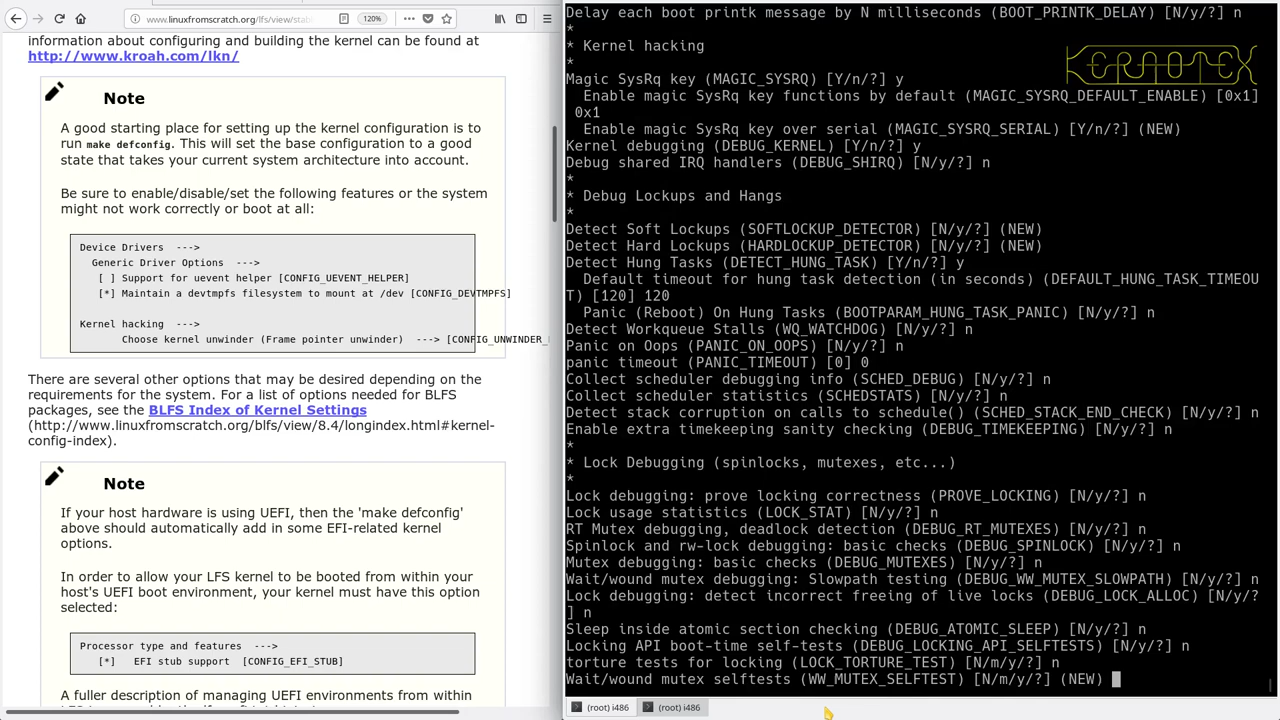 www.linuxfromscratch.org/lfs/view/stab
120%
information about configuring and building the kernel can be found at
http://www.kroah.com/lkn/
Note
A good starting place for setting up the kernel configuration is to
run make defconfig. This will set the base configuration to a good
state that takes your current system architecture into account.
Be sure to enable/disable/set the following features or the system
might not work correctly or boot at all:
Device Drivers  --->
Generic Driver Options  --->
[ ] Support for uevent helper [CONFIG_UEVENT_HELPER]
[*] Maintain a devtmpfs filesystem to mount at /dev [CONFIG_DEVTMPFS]
Kernel hacking  --->
Choose kernel unwinder (Frame pointer unwinder)  ---> [CONFIG_UNWINDER_
There are several other options that may be desired depending on the
requirements for the system. For a list of options needed for BLFS
packages, see the BLFS Index of Kernel Settings
(http://www.linuxfromscratch.org/blfs/view/8.4/longindex.html#kernel-
config-index).
Note
If your host hardware is using UEFI, then the 'make defconfig'
above should automatically add in some EFI-related kernel
options.
In order to allow your LFS kernel to be booted from within your
host's UEFI boot environment, your kernel must have this option
selected:
Processor type and features  --->
[*]   EFI stub support  [CONFIG_EFI_STUB]
A fuller description of managing UEFI environments from within
Delay each boot printk message by N milliseconds (BOOT_PRINTK_DELAY) [N/y/?] n
*
* Kernel hacking
*
Magic SysRq key (MAGIC_SYSRQ) [Y/n/?] y
Enable magic SysRq key functions by default (MAGIC_SYSRQ_DEFAULT_ENABLE) [0x1]
0x1
Enable magic SysRq key over serial (MAGIC_SYSRQ_SERIAL) [Y/n/?] (NEW)
Kernel debugging (DEBUG_KERNEL) [Y/n/?] y
Debug shared IRQ handlers (DEBUG_SHIRQ) [N/y/?] n
*
* Debug Lockups and Hangs
*
Detect Soft Lockups (SOFTLOCKUP_DETECTOR) [N/y/?] (NEW)
Detect Hard Lockups (HARDLOCKUP_DETECTOR) [N/y/?] (NEW)
Detect Hung Tasks (DETECT_HUNG_TASK) [Y/n/?] y
Default timeout for hung task detection (in seconds) (DEFAULT_HUNG_TASK_TIMEOU
T) [120] 120
Panic (Reboot) On Hung Tasks (BOOTPARAM_HUNG_TASK_PANIC) [N/y/?] n
Detect Workqueue Stalls (WQ_WATCHDOG) [N/y/?] n
Panic on Oops (PANIC_ON_OOPS) [N/y/?] n
panic timeout (PANIC_TIMEOUT) [0] 0
Collect scheduler debugging info (SCHED_DEBUG) [N/y/?] n
Collect scheduler statistics (SCHEDSTATS) [N/y/?] n
Detect stack corruption on calls to schedule() (SCHED_STACK_END_CHECK) [N/y/?] n
Enable extra timekeeping sanity checking (DEBUG_TIMEKEEPING) [N/y/?] n
*
* Lock Debugging (spinlocks, mutexes, etc...)
*
Lock debugging: prove locking correctness (PROVE_LOCKING) [N/y/?] n
Lock usage statistics (LOCK_STAT) [N/y/?] n
RT Mutex debugging, deadlock detection (DEBUG_RT_MUTEXES) [N/y/?] n
Spinlock and rw-lock debugging: basic checks (DEBUG_SPINLOCK) [N/y/?] n
Mutex debugging: basic checks (DEBUG_MUTEXES) [N/y/?] n
Wait/wound mutex debugging: Slowpath testing (DEBUG_WW_MUTEX_SLOWPATH) [N/y/?] n
Lock debugging: detect incorrect freeing of live locks (DEBUG_LOCK_ALLOC) [N/y/?
] n
Sleep inside atomic section checking (DEBUG_ATOMIC_SLEEP) [N/y/?] n
Locking API boot-time self-tests (DEBUG_LOCKING_API_SELFTESTS) [N/y/?] n
torture tests for locking (LOCK_TORTURE_TEST) [N/m/y/?] n
Wait/wound mutex selftests (WW_MUTEX_SELFTEST) [N/m/y/?] (NEW)
(root) i486
(root) i486